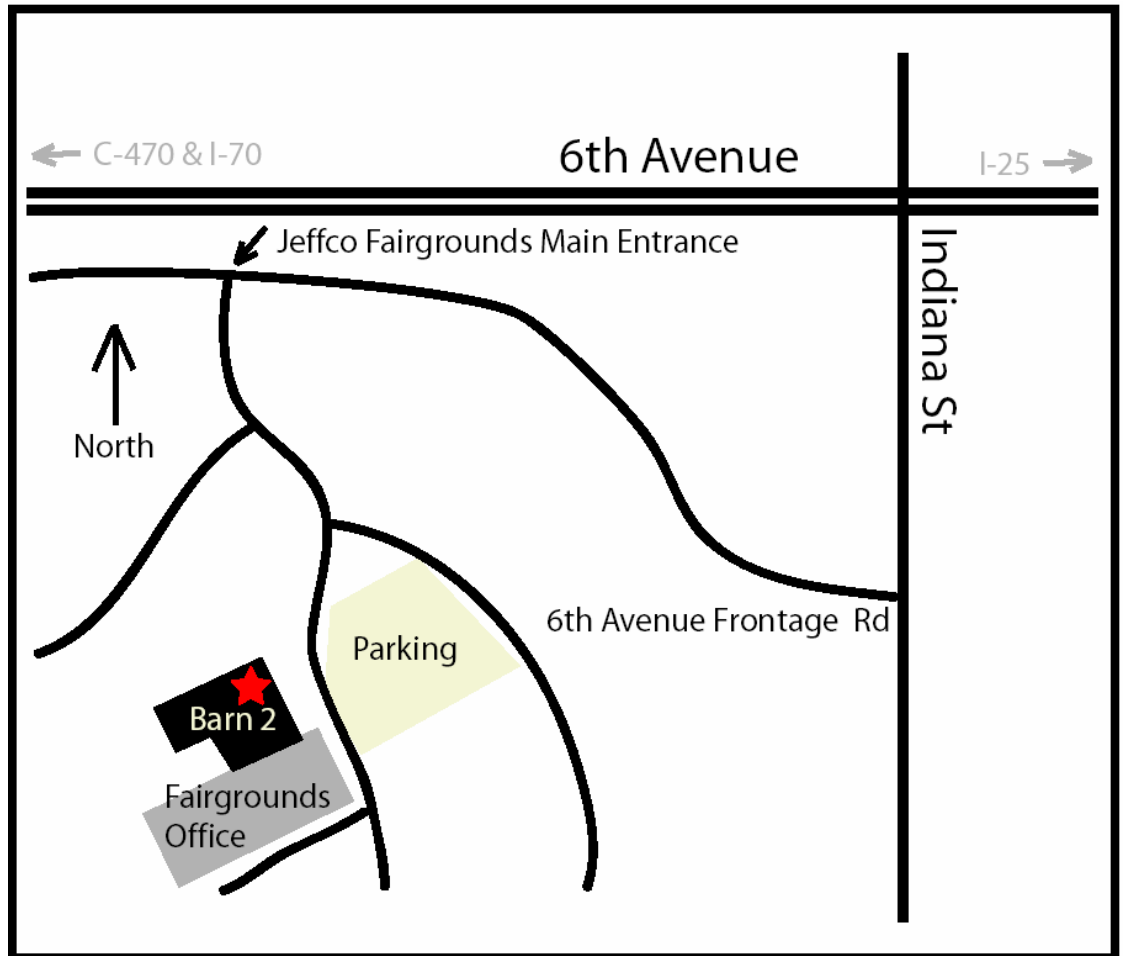 6th Avenue
C-470 & I-70
I-25
Jeffco Fairgrounds Main Entrance
Indiana St
North
6th Avenue Frontage Rd
Parking
Barn 2
Fairgrounds
Office